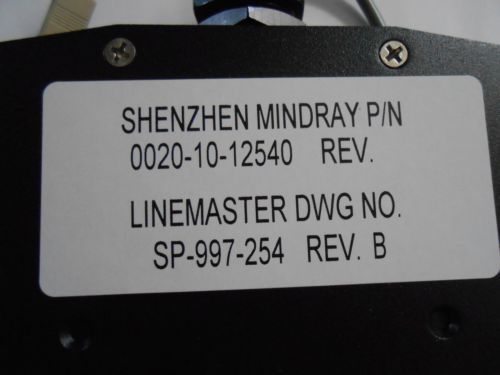 SHENZHEN MINDRAY P/N
0020-10-12540 REV.
LINEMASTER DWG NO.
SP-997-254 REV. B